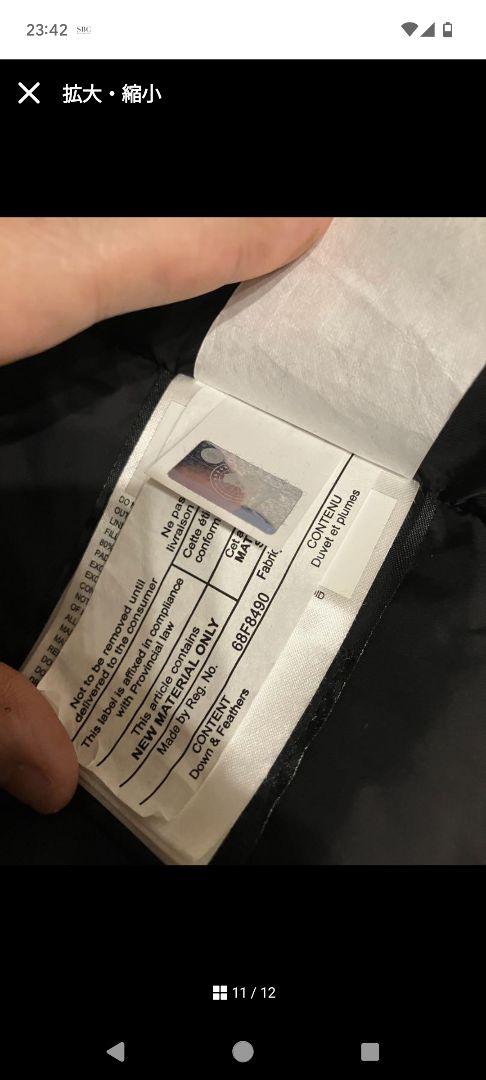 23:42 SBC
拡大・縮小
Not to be removed until
delivered to the consumer
Ne pas
livraison
This label is affixed in compliance
with Provincial law
Cette éti
conform
This article contains
NEW MATERIAL ONLY
Cet a
MAT
Made by Reg. No. 68F8490
Fabric
CONTENT
Down & Feathers
CONTENU
Duvet et plumes
11 / 12